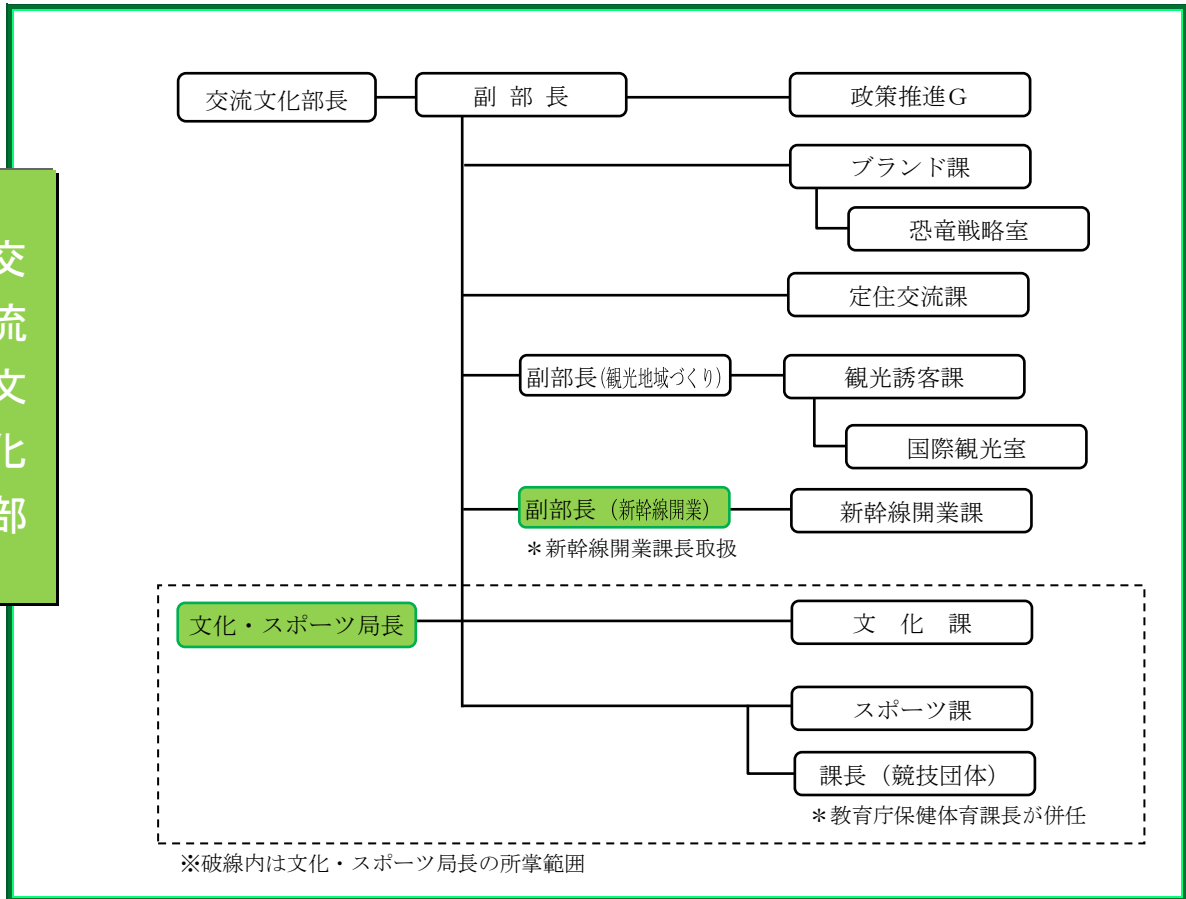 交流文化部
交流文化部長
副 部 長
政策推進G
ブランド課
恐竜戦略室
定住交流課
副部長(観光地域づくり)
観光誘客課
国際観光室
副部長（新幹線開業）
新幹線開業課
＊新幹線開業課長取扱
文化・スポーツ局長
文 化 課
スポーツ課
課長（競技団体）
＊教育庁保健体育課長が併任
※破線内は文化・スポーツ局長の所掌範囲